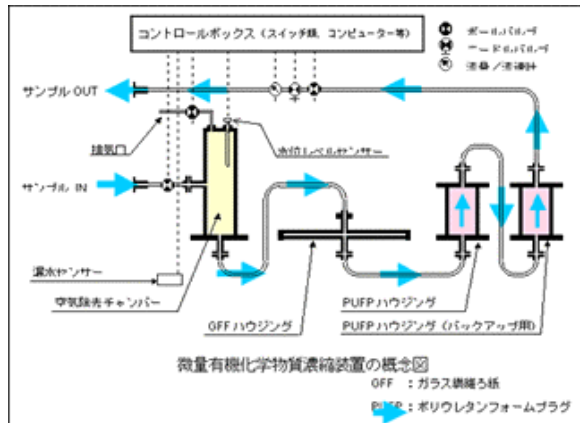 コントロールボックス (スイッチ類, コンピューター等)
ボールバルブ
ニードルバルブ
流量/流速計
サンプル OUT
排気口
水位レベルセンサー
サンプル IN
漏水センサー
空気除去チャンバー
GFF ハウジング
PUFP ハウジング
PUFP ハウジング (バックアップ用)
微量有機化学物質濃縮装置の概念図
GFF : ガラス繊維ろ紙
PUFP : ポリウレタンフォームプラグ